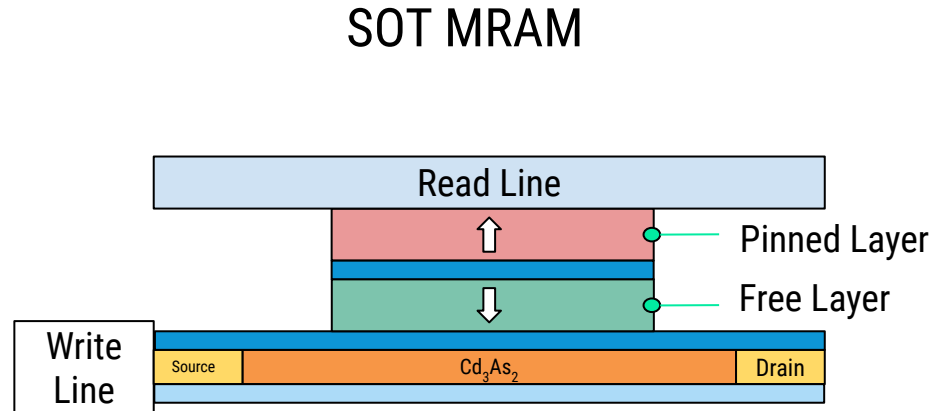 SOT MRAM
Read Line
Pinned Layer
Free Layer
Write
Line
Source
Cd₃As₂
Drain